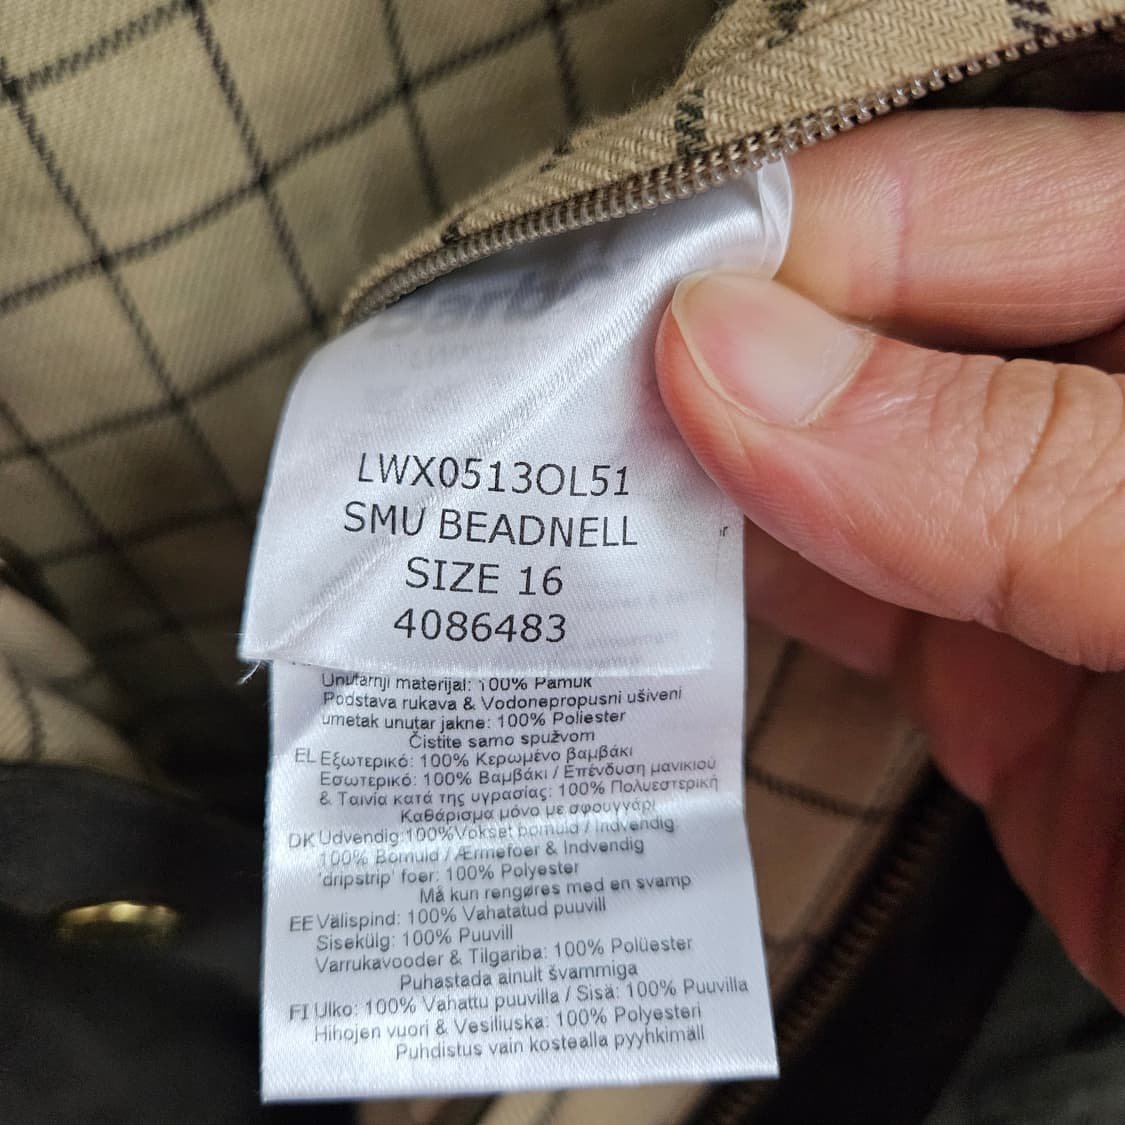 LWX0513OL51
SMU BEADNELL
SIZE 16
4086483
Unutarnji materijal: 100% Pamuk
Podstava rukava & Vodonepropusni ušiveni
umetak unutar jakne: 100% Poliester
Čistite samo spužvom
EL Εξωτερικό: 100% Κερωμένο βαμβάκι
Εσωτερικό: 100% Βαμβάκι / Επένδυση μανικιού
& Ταινία κατά της υγρασίας: 100% Πολυεστερική
Καθάρισμα μόνο με σφουγγάρι
DK Udvendig:100%Vokset bomuld / Indvendig:
100% Bomuld / Ærmefoer & Indvendig
'dripstrip' foer: 100% Polyester
Må kun rengøres med en svamp
EE Välispind: 100% Vahatatud puuvill
Sisekülg: 100% Puuvill
Varrukavooder & Tilgariba: 100% Polüester
Puhastada ainult švammiga
FI Ulko: 100% Vahattu puuvilla / Sisä: 100% Puuvilla
Hihojen vuori & Vesiliuska: 100% Polyesteri
Puhdistus vain kostealla pyyhkimäll